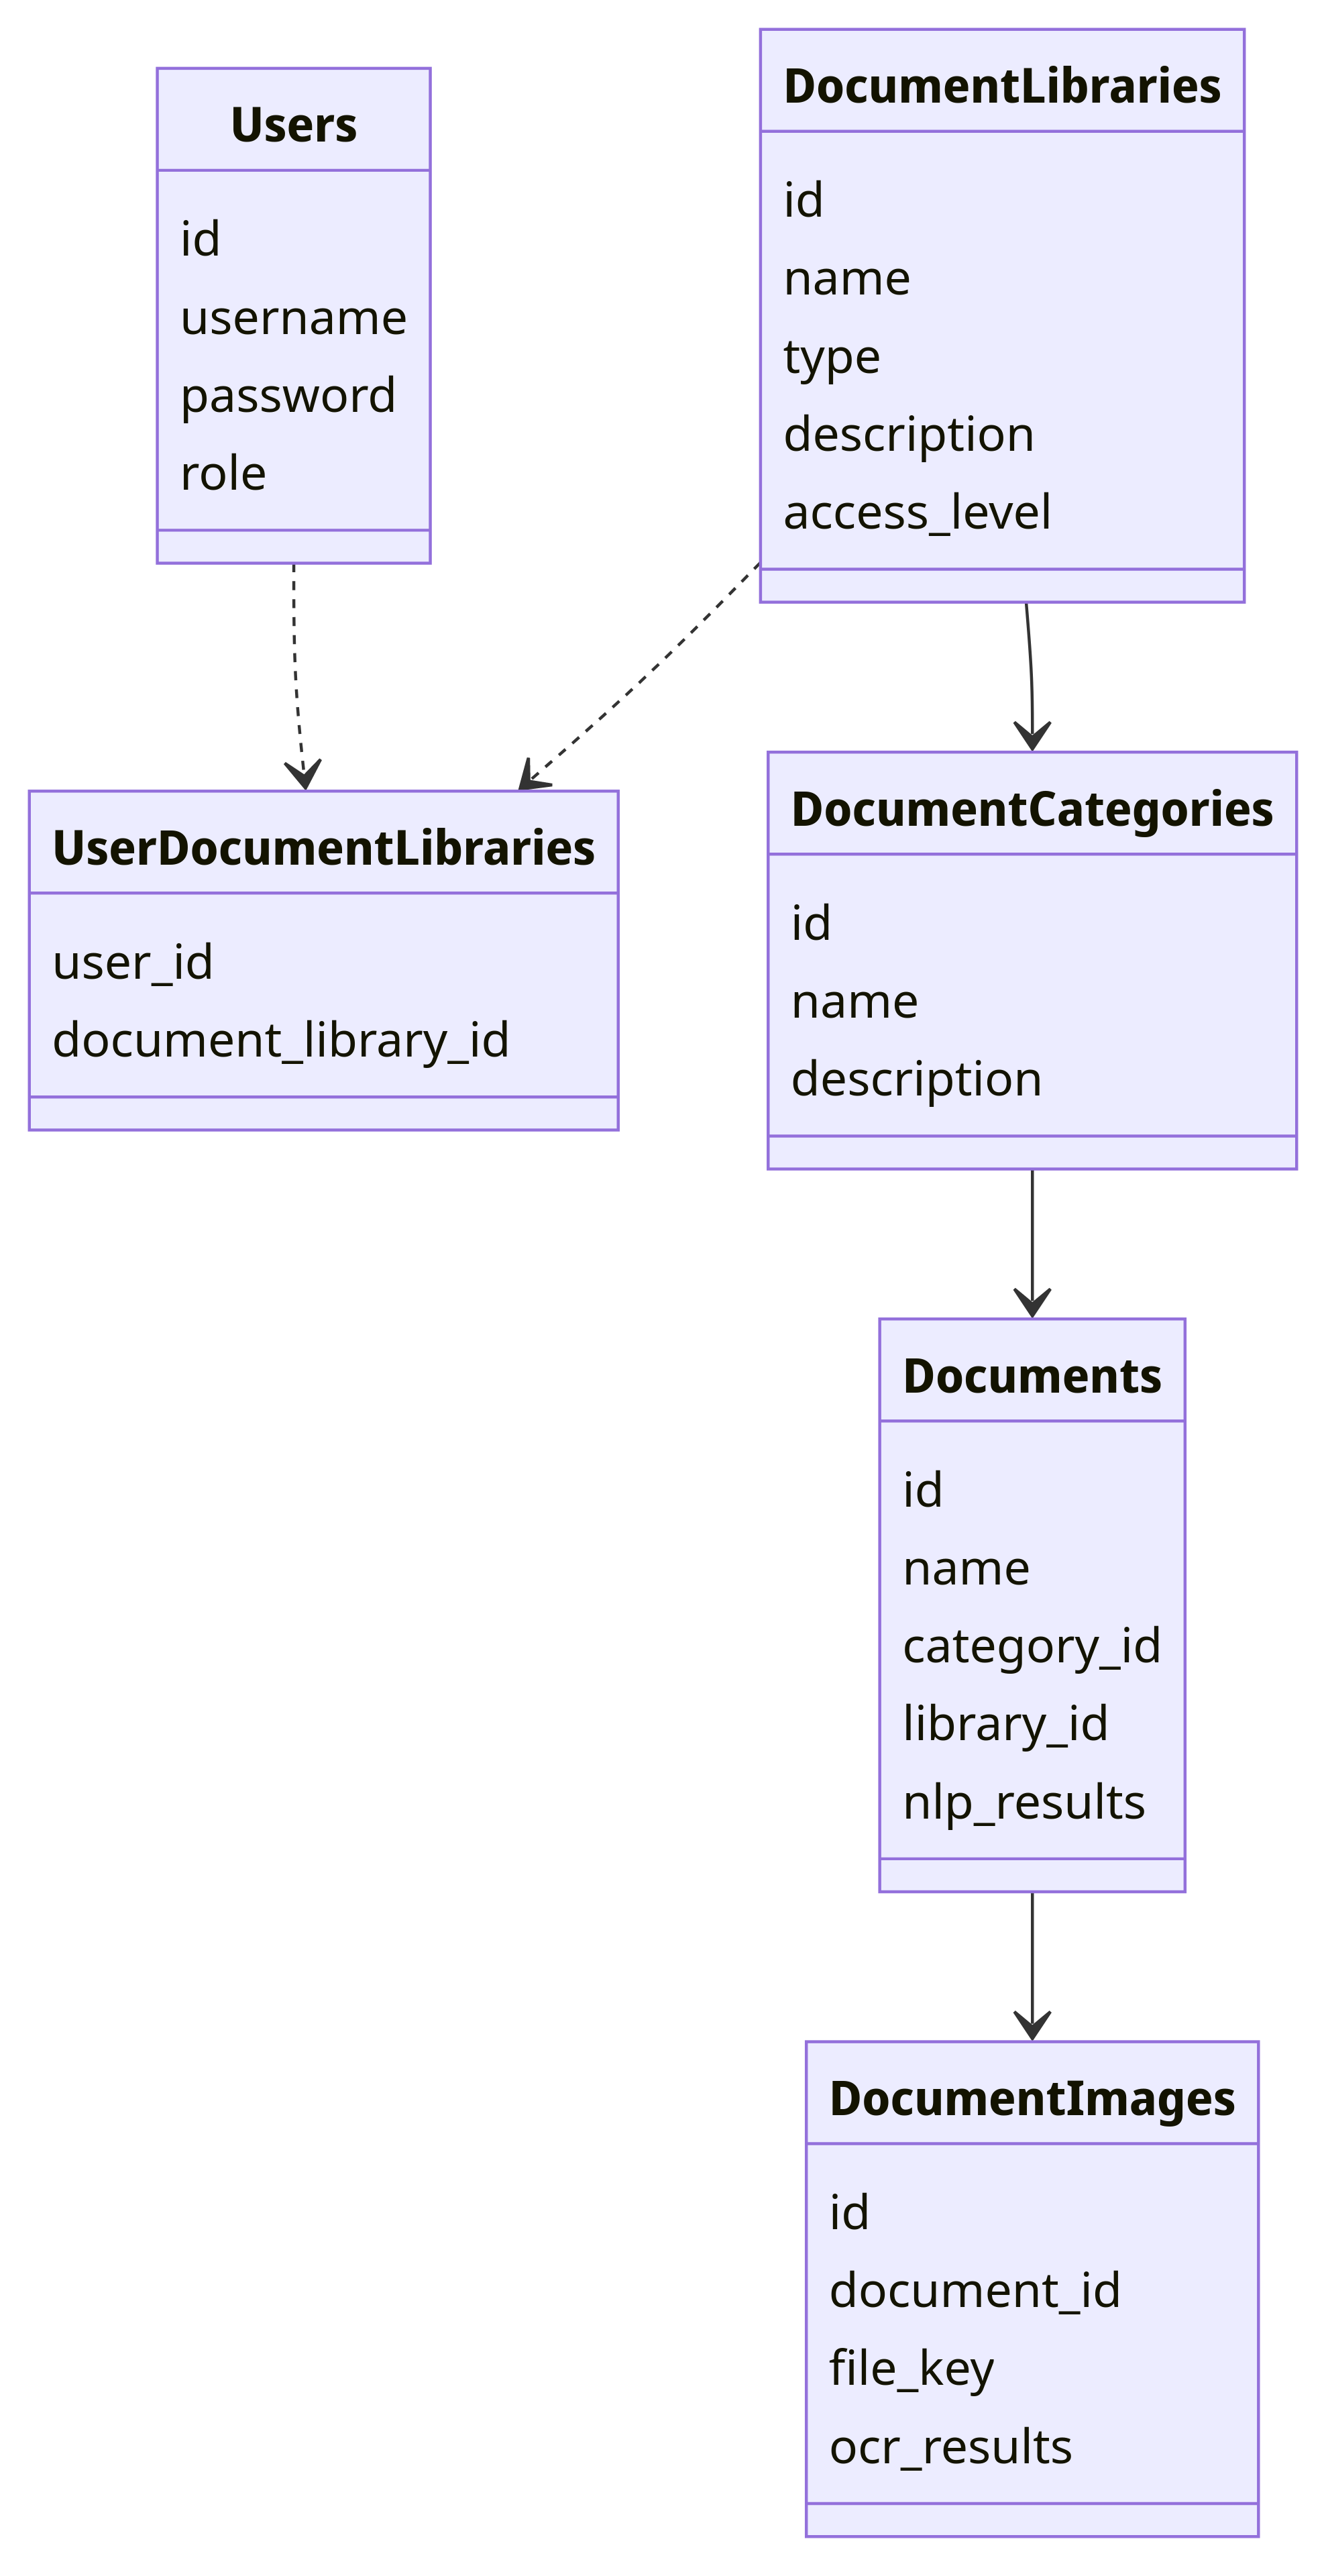 Users
id
username
password
role
DocumentLibraries
id
name
type
description
access_level
UserDocumentLibraries
user_id
document_library_id
DocumentCategories
id
name
description
Documents
id
name
category_id
library_id
nlp_results
DocumentImages
id
document_id
file_key
ocr_results